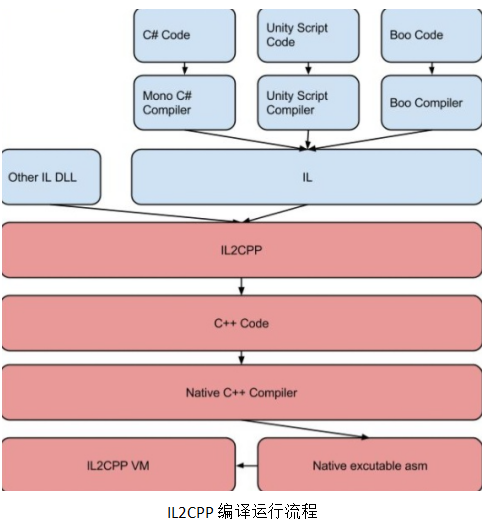 C# Code
Unity Script
Code
Boo Code
Mono C#
Compiler
Unity Script
Compiler
Boo Compiler
Other IL DLL
IL
IL2CPP
C++ Code
Native C++ Compiler
IL2CPP VM
Native excutable asm
IL2CPP 编译运行流程